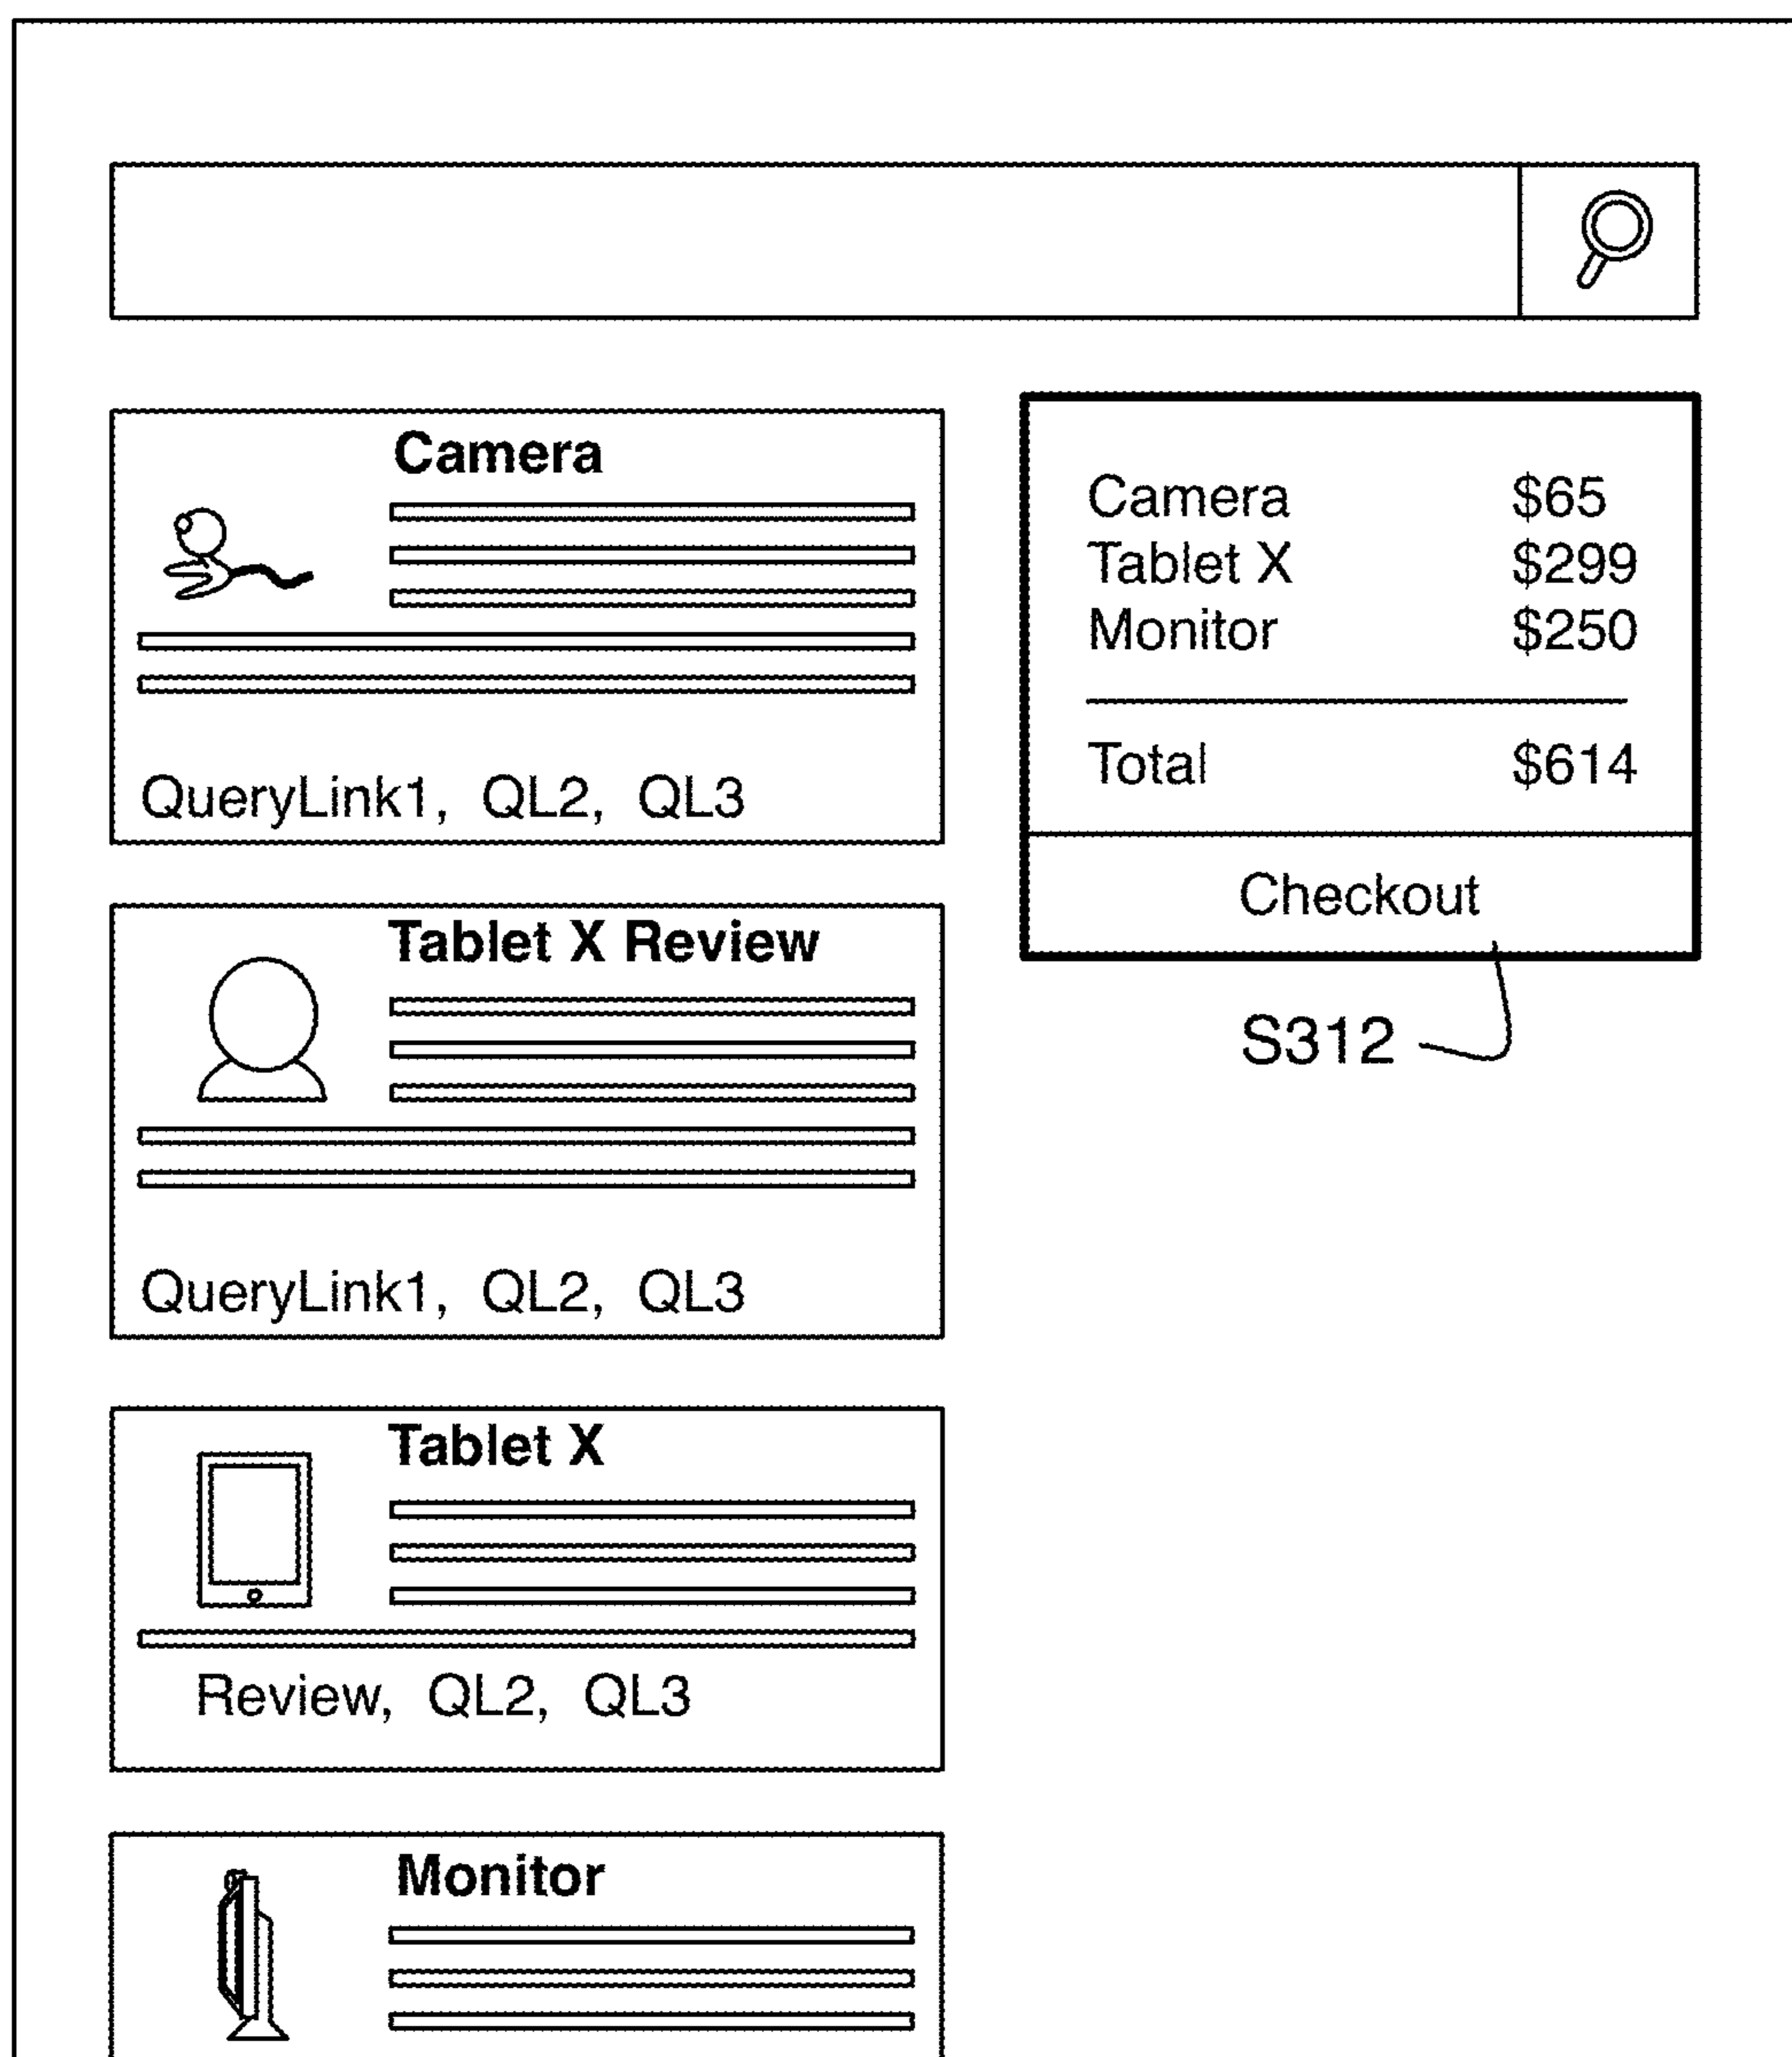 Camera
QueryLink1, QL2, QL3
Tablet X Review
QueryLink1, QL2, QL3
Tablet X
Review, QL2, QL3
Monitor
Camera $65
Tablet X $299
Monitor $250
Total $614
Checkout
S312